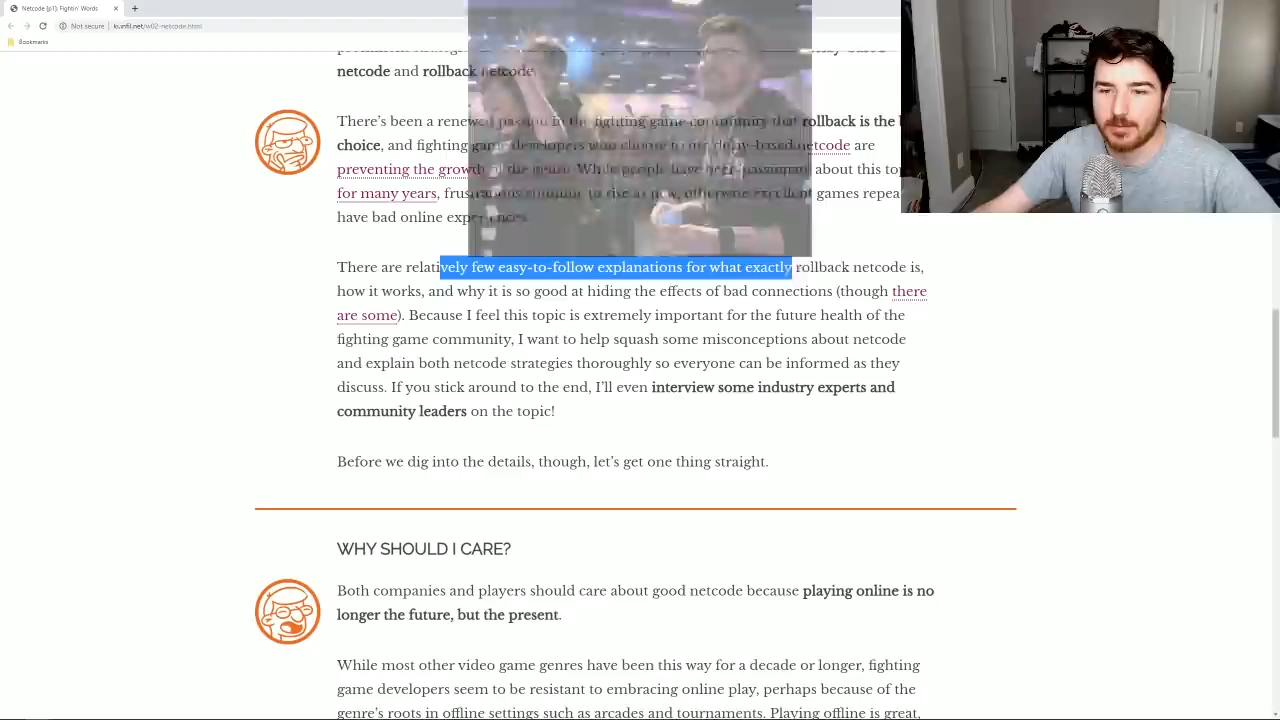 Netcode [p1]: Fightin' Words
Not secure
infil.net/w02-netcode.html
Bookmarks
netcode and rollback netcode
There's been a renewed passion in the fighting game community that rollback is the
choice, and fighting game developers who choose to use delay-based netcode are
preventing the growth of the genre. While people have been passionate about this
for many years, frustrations continue to rise as new, otherwise excellent games
have bad online experiences.
There are relatively few easy-to-follow explanations for what exactly rollback netcode is,
how it works, and why it is so good at hiding the effects of bad connections (though there
are some). Because I feel this topic is extremely important for the future health of the
fighting game community, I want to help squash some misconceptions about netcode
and explain both netcode strategies thoroughly so everyone can be informed as they
discuss. If you stick around to the end, I'll even interview some industry experts and
community leaders on the topic!
Before we dig into the details, though, let's get one thing straight.
WHY SHOULD I CARE?
Both companies and players should care about good netcode because playing online is no
longer the future, but the present.
While most other video game genres have been this way for a decade or longer, fighting
game developers seem to be resistant to embracing online play, perhaps because of the
genre's roots in offline settings such as arcades and tournaments. Playing offline is great,